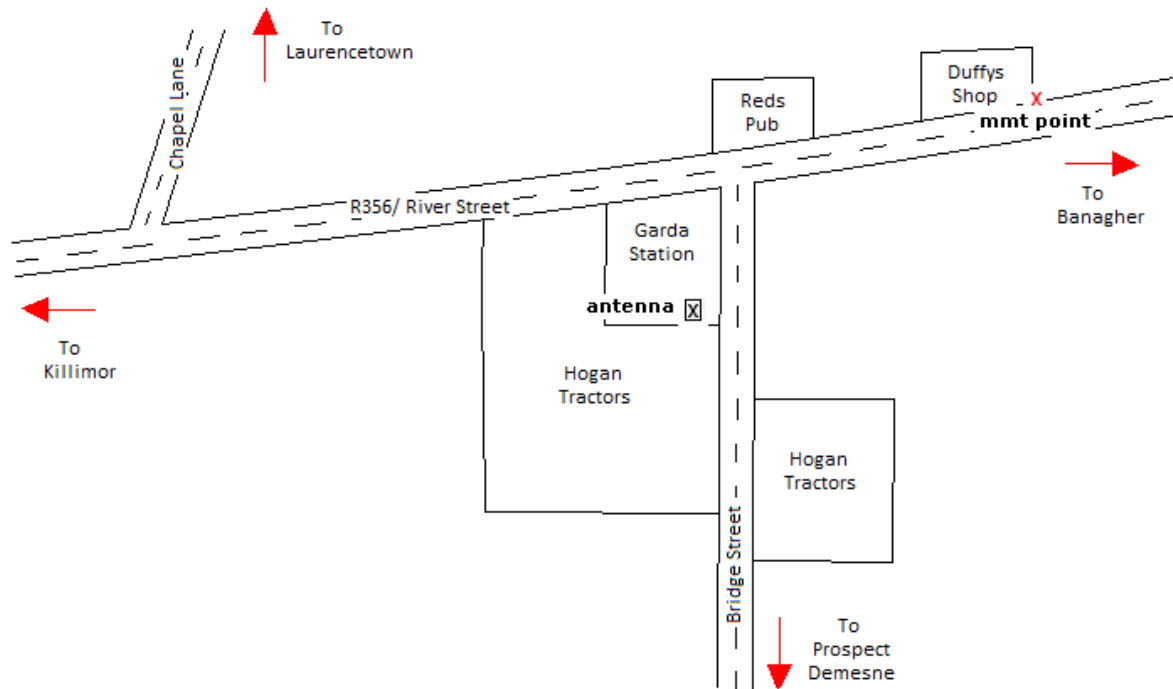 To
Laurencetown
Chapel Lane
Reds
Pub
Duffys
Shop
X
mmt point
To
Banagher
R356/ River Street
Garda
Station
antenna X
To
Killimor
Hogan
Tractors
Hogan
Tractors
Bridge Street
To
Prospect
Demesne